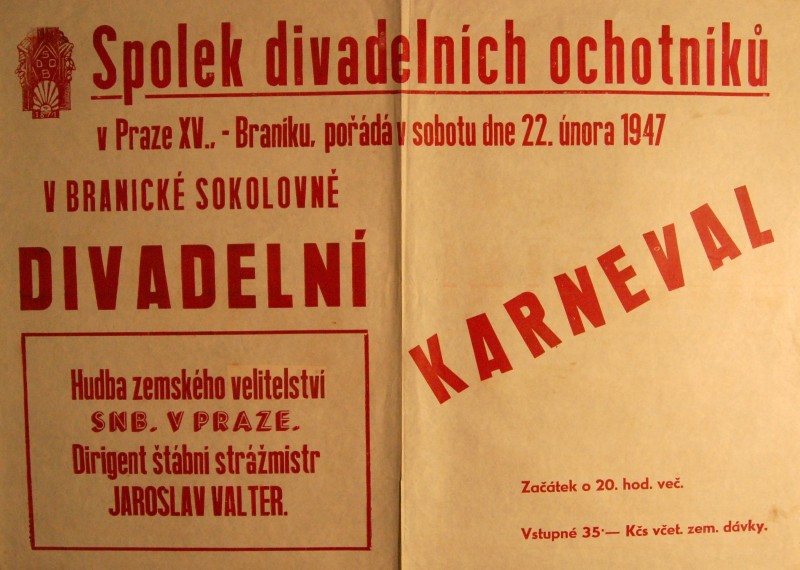 Spolek divadelních ochotníků
v Praze XV., - Braníku, pořádá v sobotu dne 22. února 1947
V BRANICKÉ SOKOLOVNĚ
DIVADELNÍ
KARNEVAL
Hudba zemského velitelství
SNB. V PRAZE.
Dirigent štábní strážmistr
JAROSLAV VALTER.
Začátek o 20. hod. več.
Vstupné 35·— Kčs včet. zem. dávky.